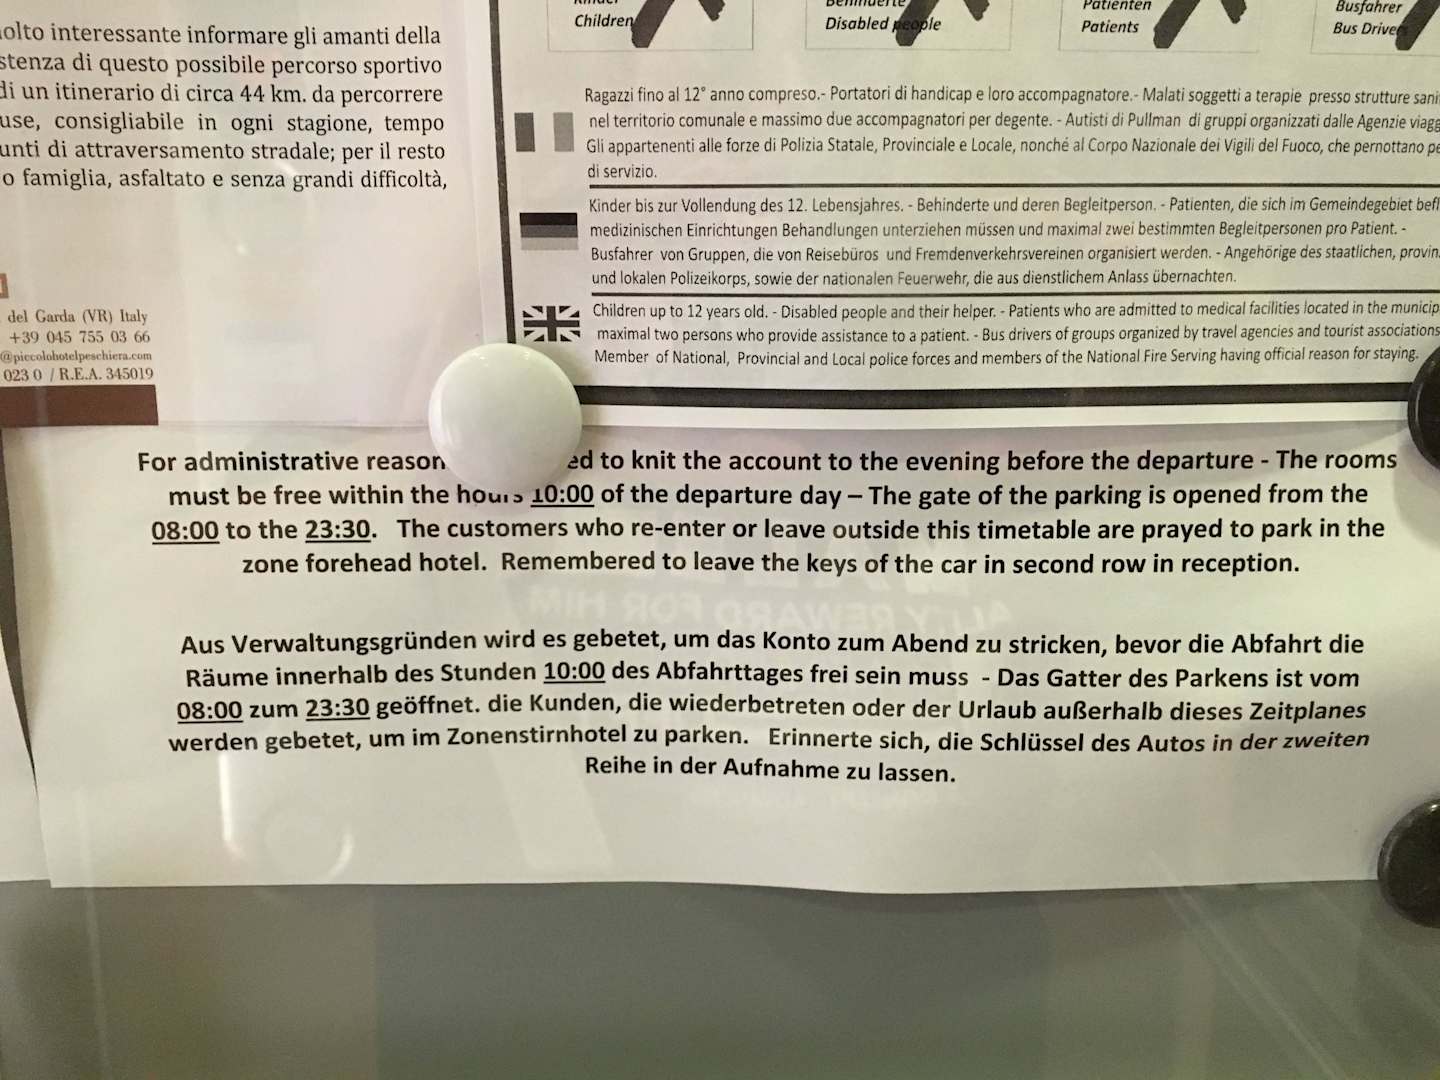 olto interessante informare gli amanti della
stenza di questo possibile percorso sportivo
di un itinerario di circa 44 km. da percorrere
use, consigliabile in ogni stagione, tempo
unti di attraversamento stradale; per il resto
o famiglia, asfaltato e senza grandi difficoltà,
del Garda (VR) Italy
+39 045 755 03 66
@piccolohotelpeschiera.com
023 0 / R.E.A. 345019
Kinder
Children
Behinderte
Disabled people
Patienten
Patients
Busfahrer
Bus Driver
Ragazzi fino al 12° anno compreso.- Portatori di handicap e loro accompagnatore.- Malati soggetti a terapie presso strutture sani
nel territorio comunale e massimo due accompagnatori per degente. - Autisti di Pullman di gruppi organizzati dalle Agenzie viagg
Gli appartenenti alle forze di Polizia Statale, Provinciale e Locale, nonché al Corpo Nazionale dei Vigili del Fuoco, che pernottano pe
di servizio.
Kinder bis zur Vollendung des 12. Lebensjahres. - Behinderte und deren Begleitperson. - Patienten, die sich im Gemeindegebiet befi
medizinischen Einrichtungen Behandlungen unterziehen müssen und maximal zwei bestimmten Begleitpersonen pro Patient. -
Busfahrer von Gruppen, die von Reisebüros und Fremdenverkehrsvereinen organisiert werden. - Angehörige des staatlichen, provin
und lokalen Polizeikorps, sowie der nationalen Feuerwehr, die aus dienstlichem Anlass übernachten.
Children up to 12 years old. - Disabled people and their helper. - Patients who are admitted to medical facilities located in the municip
maximal two persons who provide assistance to a patient. - Bus drivers of groups organized by travel agencies and tourist associations
Member of National, Provincial and Local police forces and members of the National Fire Serving having official reason for staying.
For administrative reason ed to knit the account to the evening before the departure - The rooms
must be free within the hours 10:00 of the departure day – The gate of the parking is opened from the
08:00 to the 23:30. The customers who re-enter or leave outside this timetable are prayed to park in the
zone forehead hotel. Remembered to leave the keys of the car in second row in reception.
Aus Verwaltungsgründen wird es gebetet, um das Konto zum Abend zu stricken, bevor die Abfahrt die
Räume innerhalb des Stunden 10:00 des Abfahrttages frei sein muss - Das Gatter des Parkens ist vom
08:00 zum 23:30 geöffnet. die Kunden, die wiederbetreten oder der Urlaub außerhalb dieses Zeitplanes
werden gebetet, um im Zonenstirnhotel zu parken. Erinnerte sich, die Schlüssel des Autos in der zweiten
Reihe in der Aufnahme zu lassen.